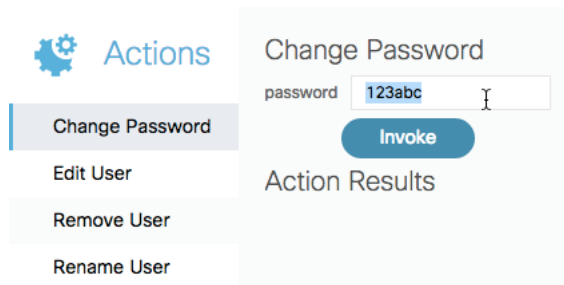 Actions
Change Password
Edit User
Remove User
Rename User
Change Password
password 123abc
Invoke
Action Results